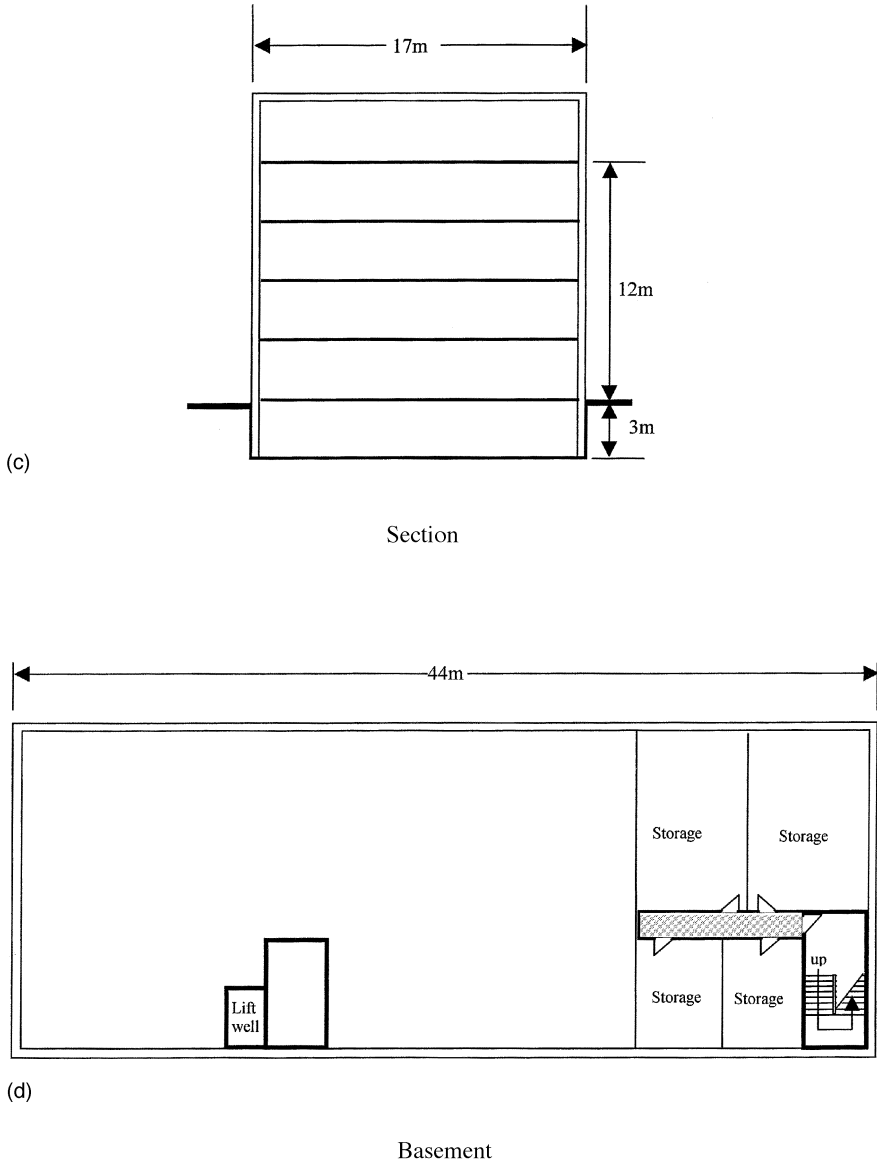 17m
12m
3m
(c)
Section
44m
Storage
Storage
up
Lift
well
Storage
Storage
(d)
Basement